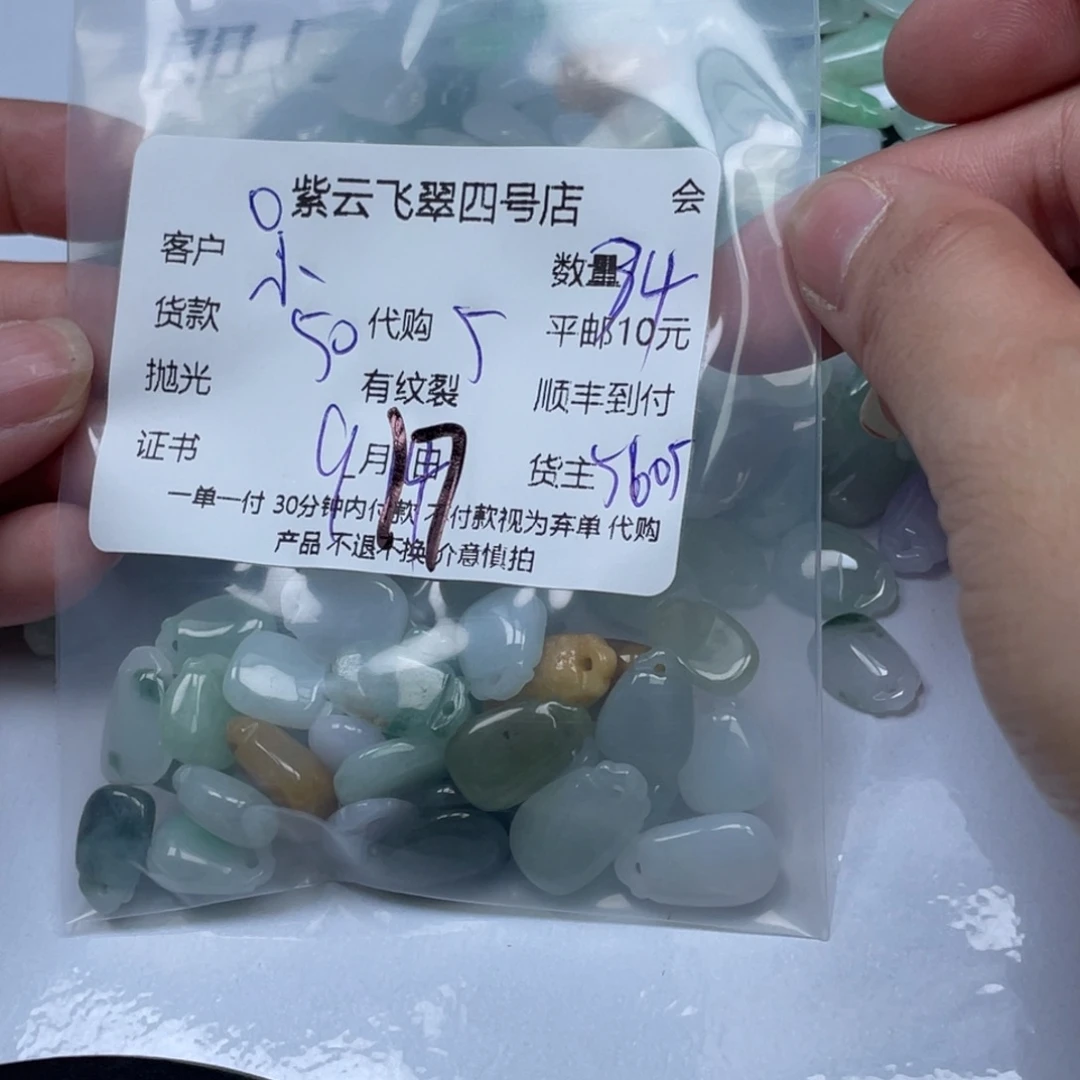 紫云飞翠四号店 会
客户 小 数量 34
货款 50 代购 5 平邮10元
抛光 有纹裂 顺丰到付
证书 9月17 货主 5605
一单一付 30分钟内付款 不付款视为弃单 代购
产品 不退不换 介意慎拍